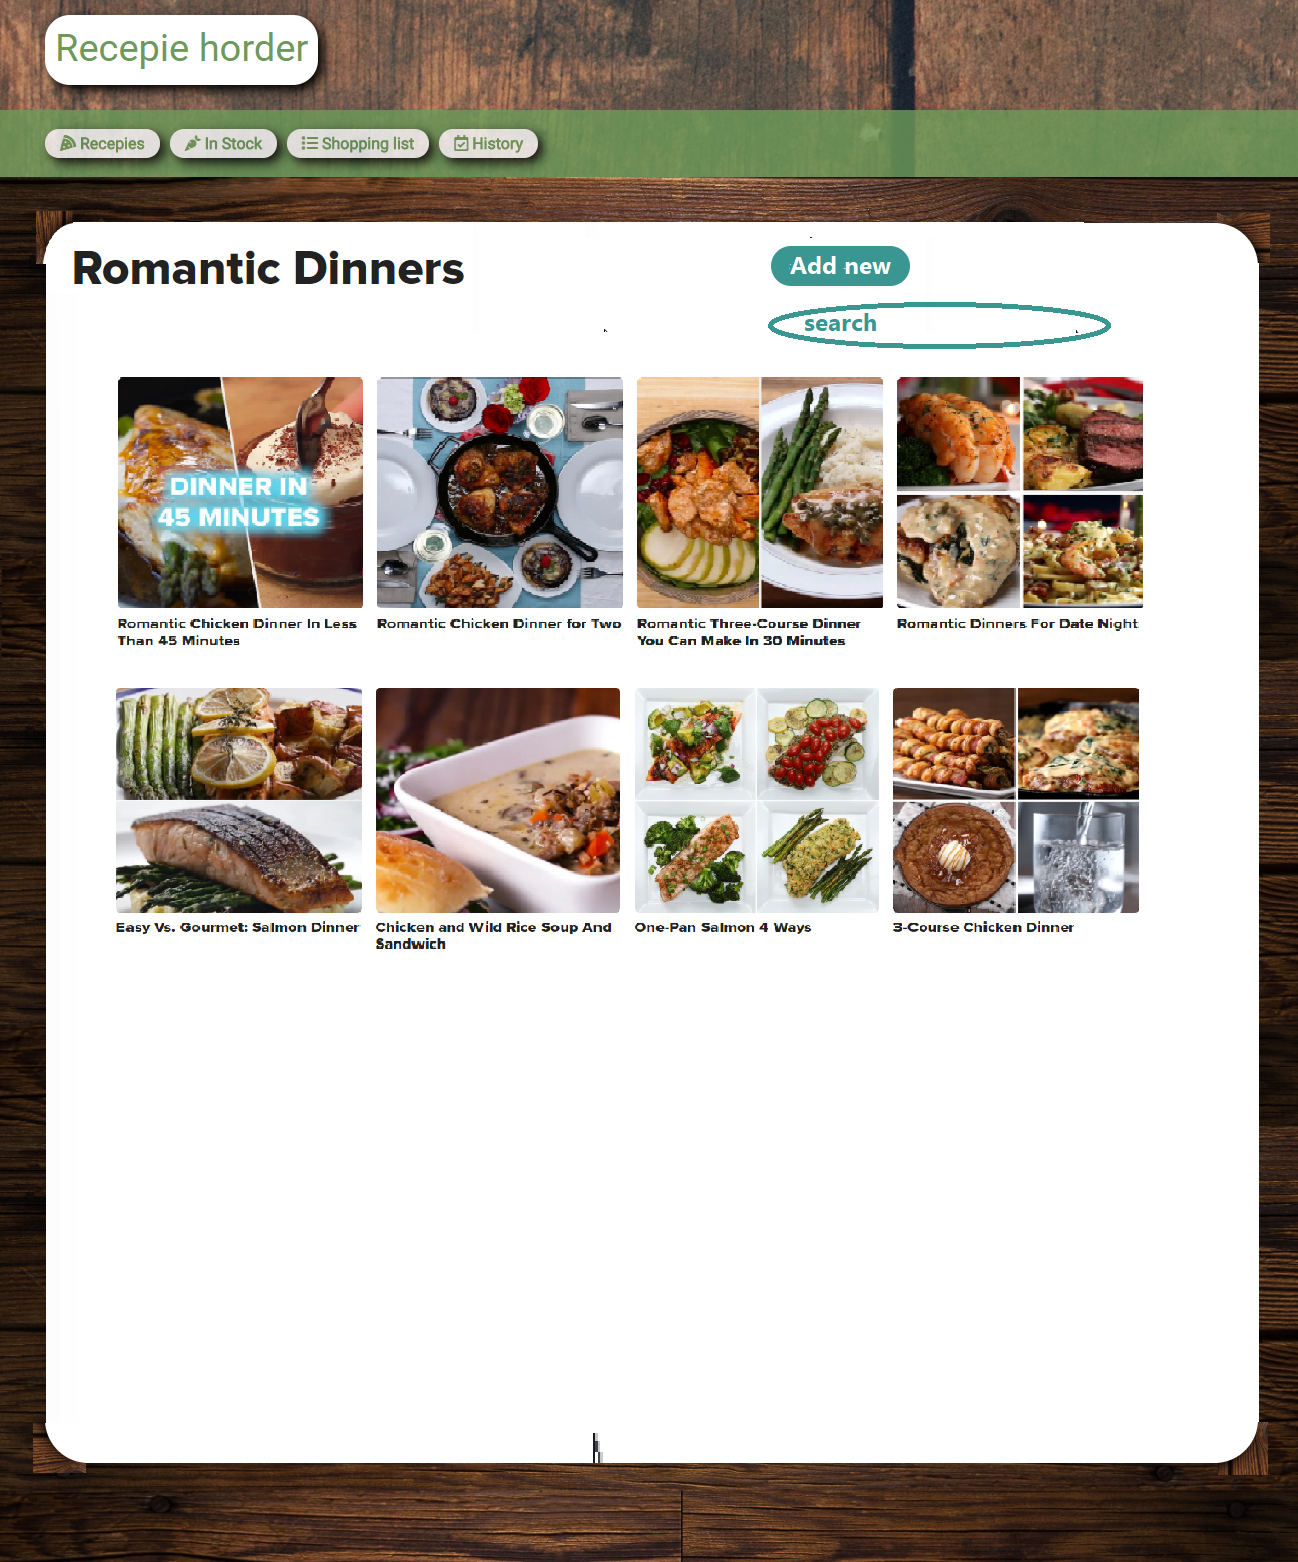 Recepie horder
Recepies
In Stock
Shopping list
History
Romantic Dinners
Add new
search
DINNER IN
45 MINUTES
Romantic Chicken Dinner In Less
Than 45 Minutes
Romantic Chicken Dinner for Two
Romantic Three-Course Dinner
You Can Make In 30 Minutes
Romantic Dinners For Date Night
Easy Vs. Gourmet: Salmon Dinner
Chicken and Wild Rice Soup And
Sandwich
One-Pan Salmon 4 Ways
3-Course Chicken Dinner